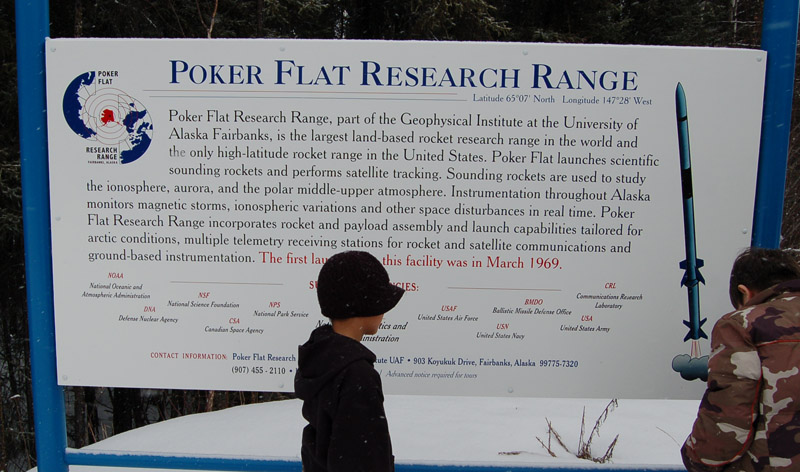 POKER FLAT RESEARCH RANGE
Latitude 65°07' North Longitude 147°28' West
POKER
FLAT
RESEARCH
RANGE
FAIRBANKS, ALASKA
Poker Flat Research Range, part of the Geophysical Institute at the University of
Alaska Fairbanks, is the largest land-based rocket research range in the world and
the only high-latitude rocket range in the United States. Poker Flat launches scientific
sounding rockets and performs satellite tracking. Sounding rockets are used to study
the ionosphere, aurora, and the polar middle-upper atmosphere. Instrumentation throughout Alaska
monitors magnetic storms, ionospheric variations and other space disturbances in real time. Poker
Flat Research Range incorporates rocket and payload assembly and launch capabilities tailored for
arctic conditions, multiple telemetry receiving stations for rocket and satellite communications and
ground-based instrumentation. The first this facility was in March 1969.
NOAA
National Oceanic and
Atmospheric Administration
DNA
Defense Nuclear Agency
NSF
National Science Foundation
CSA
Canadian Space Agency
NPS
National Park Service
USAF
United States Air Force
USN
United States Navy
BMDO
Ballistic Missile Defense Office
USA
United States Army
CRL
Communications Research
Laboratory
CONTACT INFORMATION: Poker Flat Research UAF • 903 Koyukuk Drive, Fairbanks, Alaska 99775-7320
(907) 455-2110 • Advanced notice required for tours